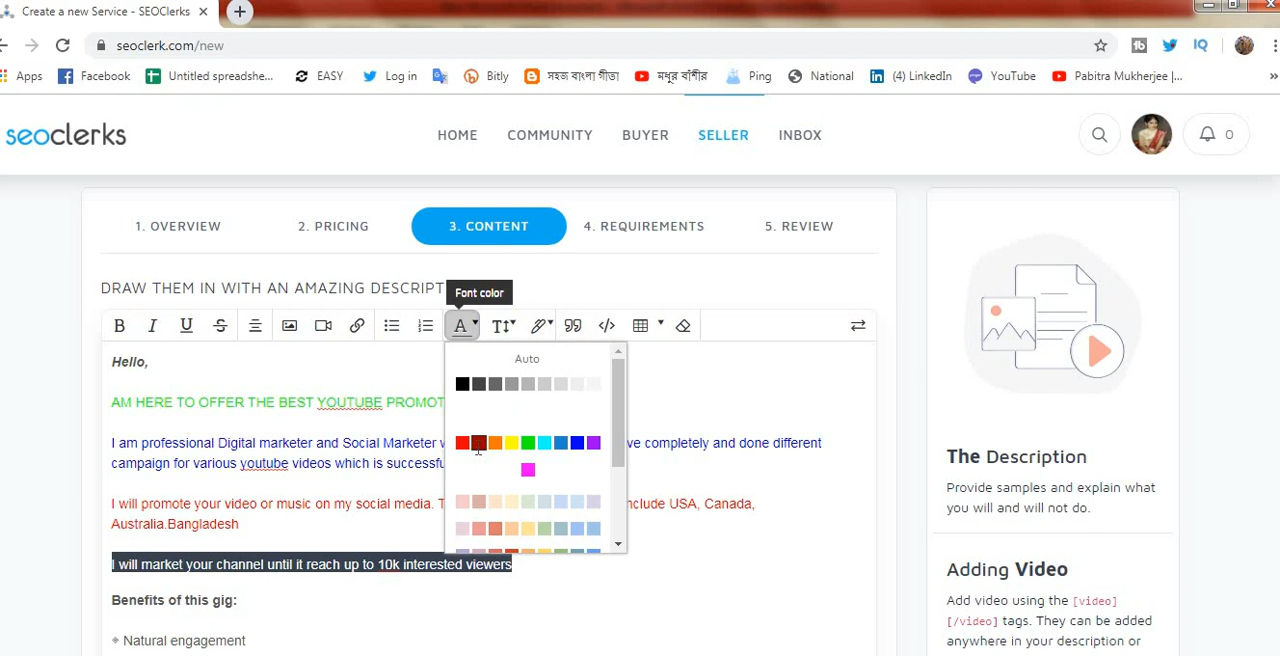 Create a new Service - SEOClerks
seoclerk.com/new
Apps Facebook Untitled spreadshe... EASY Log in Bitly সহজ বাংলা গীতা মধুর বাঁশীর Ping National (4) LinkedIn YouTube Pabitra Mukherjee |...
seoclerks HOME COMMUNITY BUYER SELLER INBOX 0
1. OVERVIEW 2. PRICING 3. CONTENT 4. REQUIREMENTS 5. REVIEW
DRAW THEM IN WITH AN AMAZING DESCRIPT
Font color
B I U S
Auto
Hello,
AM HERE TO OFFER THE BEST YOUTUBE PROMOT
I am professional Digital marketer and Social Marketer ve completely and done different
campaign for various youtube videos which is successfu
I will promote your video or music on my social media. nclude USA, Canada,
Australia.Bangladesh
I will market your channel until it reach up to 10k interested viewers
Benefits of this gig:
* Natural engagement
The Description
Provide samples and explain what
you will and will not do.
Adding Video
Add video using the [video]
[/video] tags. They can be added
anywhere in your description or